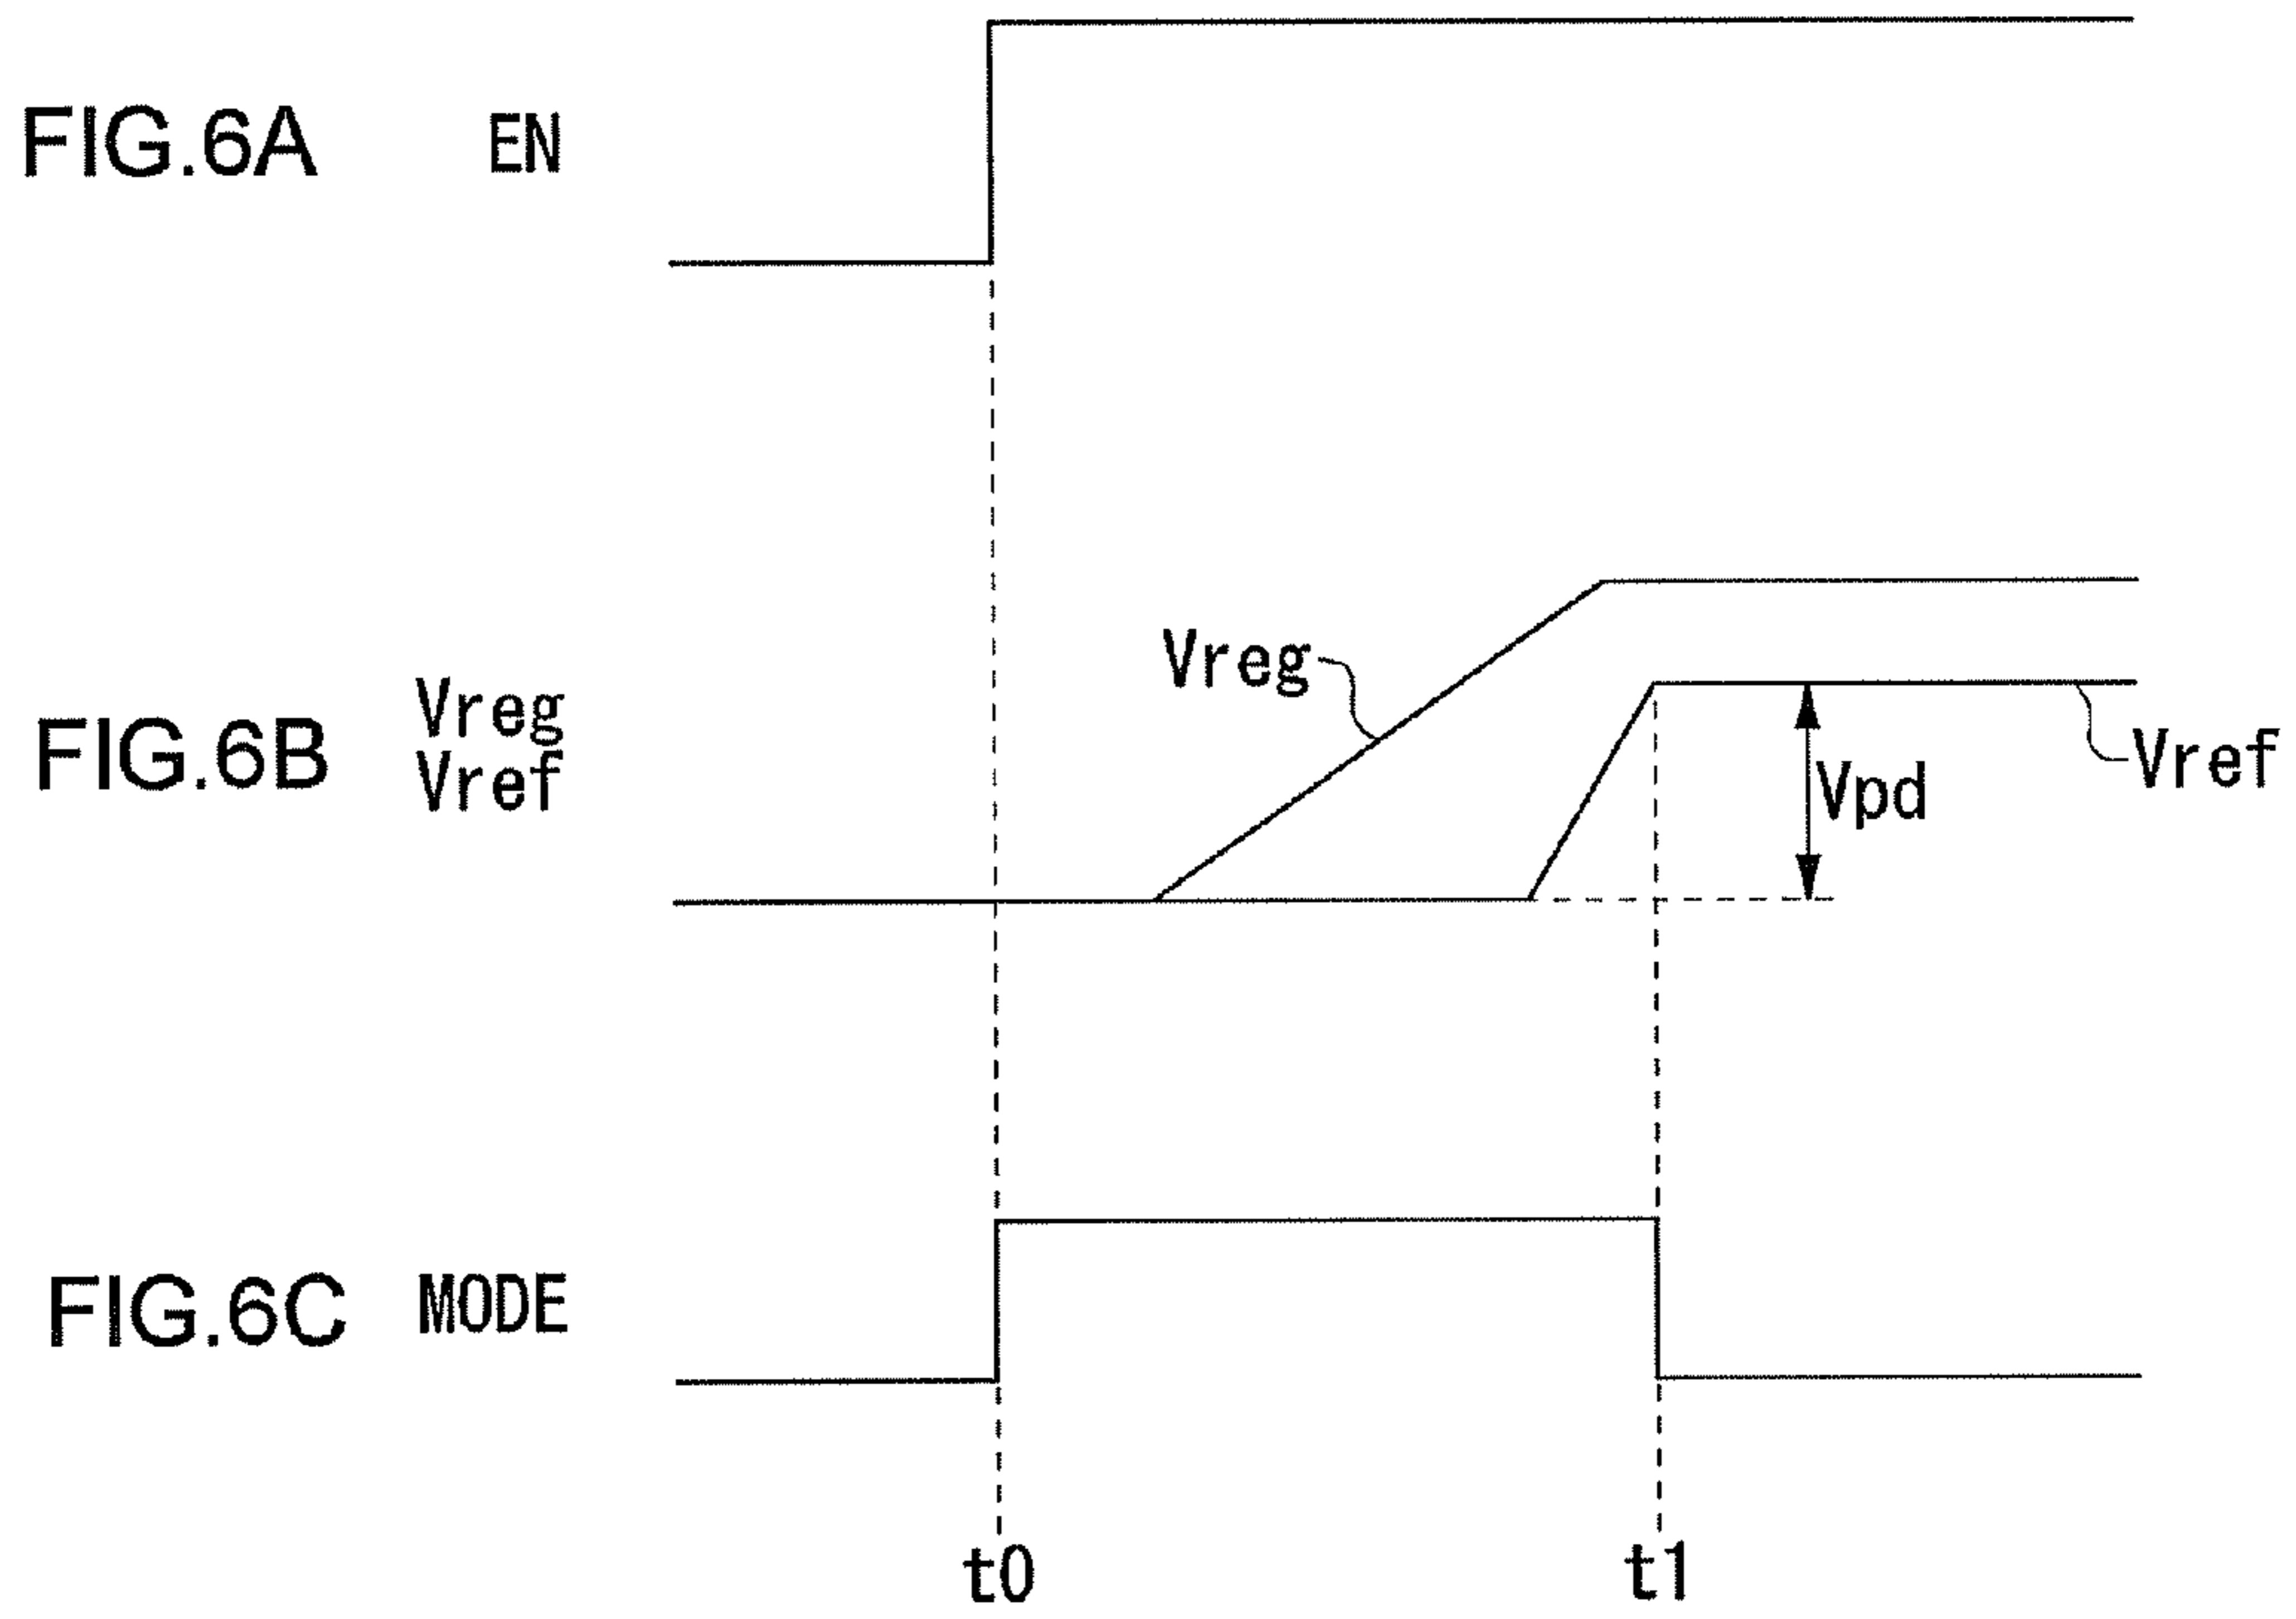 FIG.6A EN
Vreg
FIG.6B Vreg
Vref
Vpd
Vref
FIG.6C MODE
t0 t1